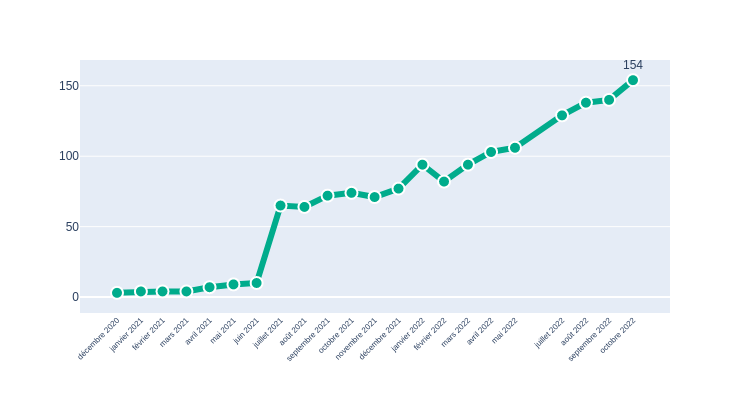 154
150
100
50
0
décembre 2020
janvier 2021
février 2021
mars 2021
avril 2021
mai 2021
juin 2021
juillet 2021
août 2021
septembre 2021
octobre 2021
novembre 2021
décembre 2021
janvier 2022
février 2022
mars 2022
avril 2022
mai 2022
juillet 2022
août 2022
septembre 2022
octobre 2022